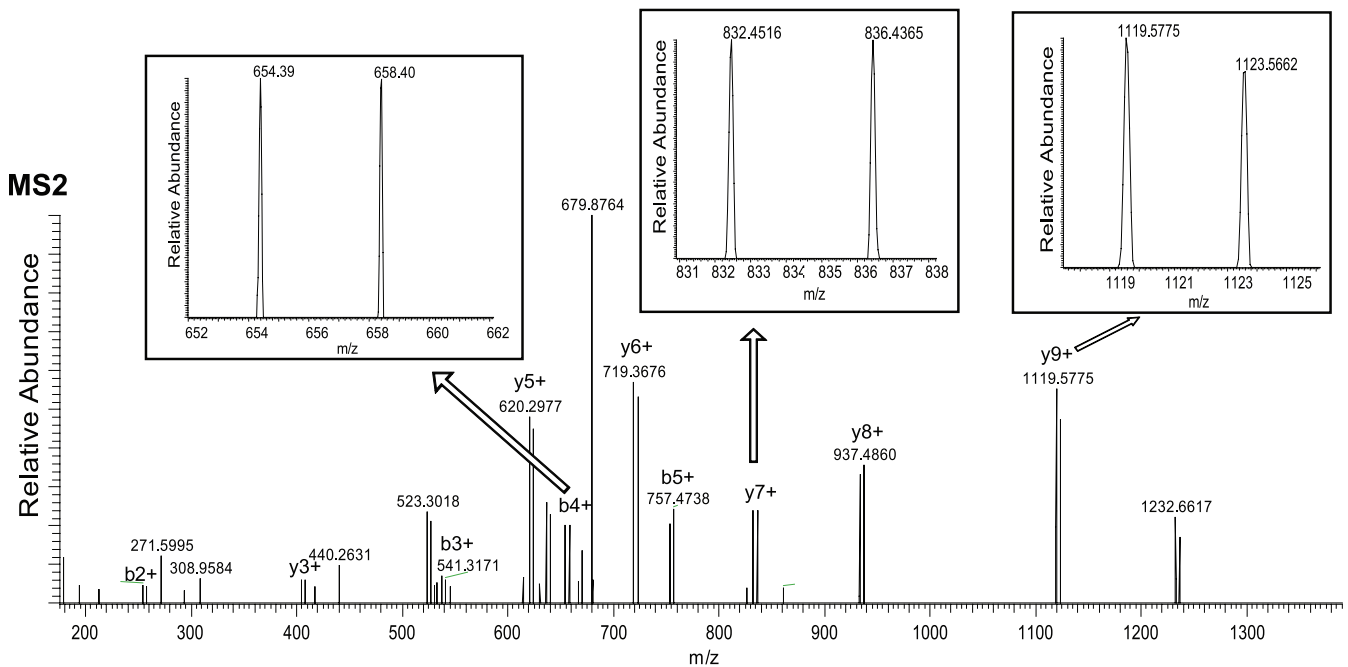 MS2
Relative Abundance
m/z
200 300 400 500 600 700 800 900 1000 1100 1200 1300
Relative Abundance
654.39
658.40
652 654 656 658 660 662
m/z
Relative Abundance
832.4516
836.4365
831 832 833 834 835 836 837 838
m/z
Relative Abundance
1119.5775
1123.5662
1119 1121 1123 1125
m/z
679.8764
y5+
620.2977
y6+
719.3676
y9+
1119.5775
y8+
937.4860
b5+
757.4738
y7+
b4+
523.3018
b3+
541.3171
1232.6617
271.5995
b2+
308.9584
y3+
440.2631